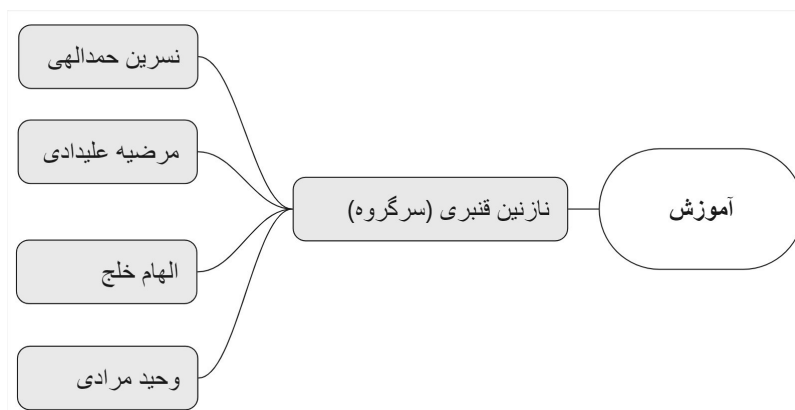 آموزش
نازنین قنبری (سرگروه)
نسرین حمدالهی
مرضیه علیدادی
الهام خلج
وحید مرادی